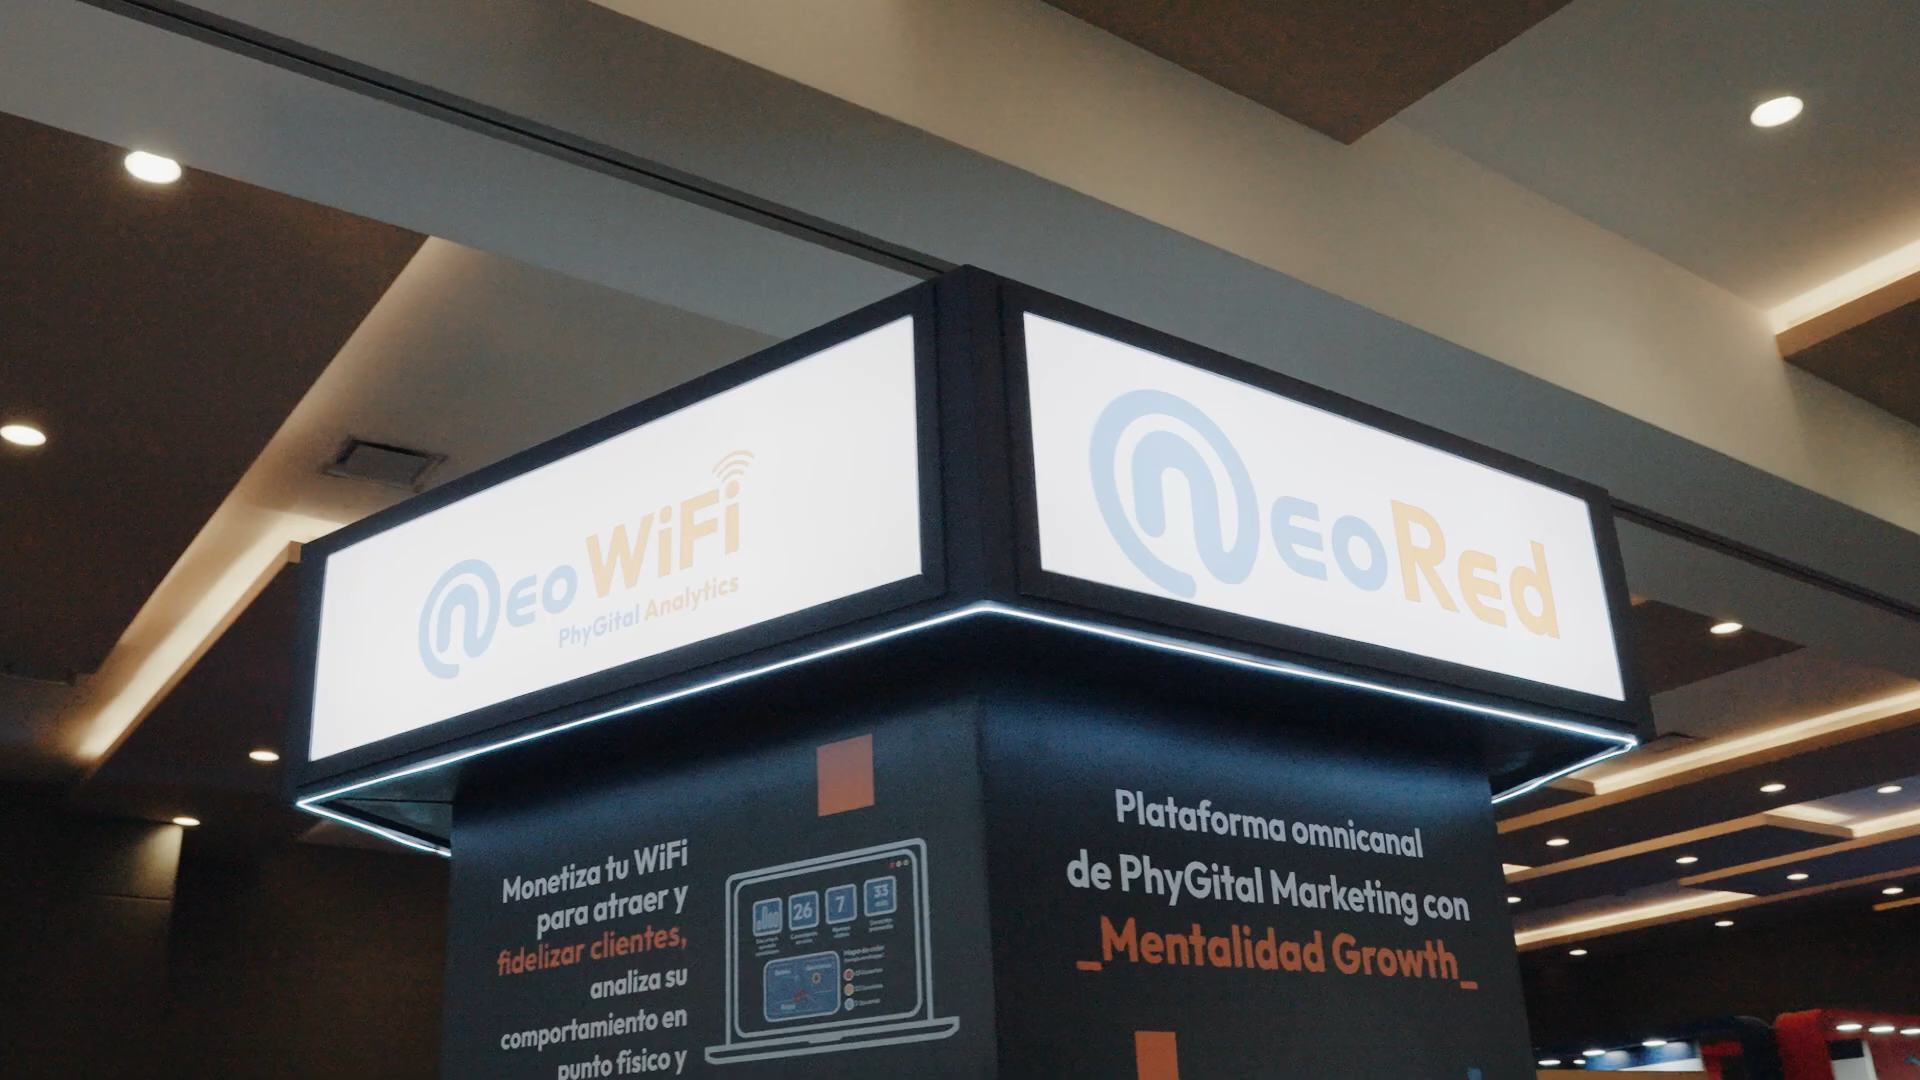 NeoWiFi
PhyGital Analytics
NeoRed
Monetiza tu WiFi
para atraer y
fidelizar clientes,
analiza su
comportamiento en
punto físico y
26
7
33
Plataforma omnicanal
de PhyGital Marketing con
_Mentalidad Growth_